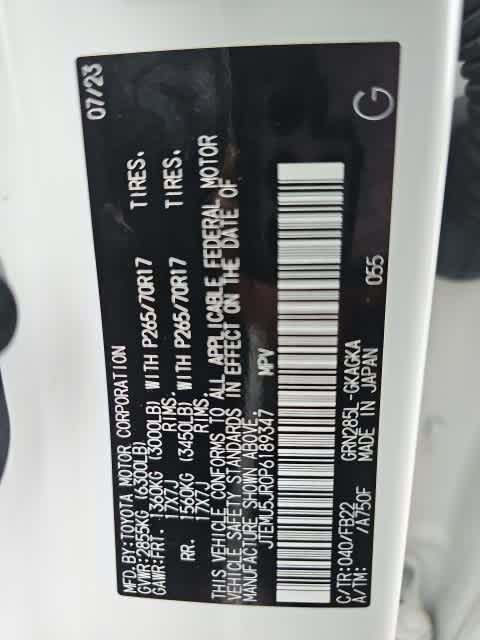 MFD.BY:TOYOTA MOTOR CORPORATION 07/23
GVWR:2855KG (6300LB)
GAWR:FRT. 1360KG (3000LB) WITH P265/70R17 TIRES.
17X7J RIMS.
RR. 1560KG (3450LB) WITH P265/70R17 TIRES.
17X7J RIMS.
THIS VEHICLE CONFORMS TO ALL APPLICABLE FEDERAL MOTOR
VEHICLE SAFETY STANDARDS IN EFFECT ON THE DATE OF
MANUFACTURE SHOWN ABOVE.
JTEMU5JR0P6189347 MPV
C/TR:040/FB22 GRN285L-GKAGKA 055
A/TM: /A750F MADE IN JAPAN
G